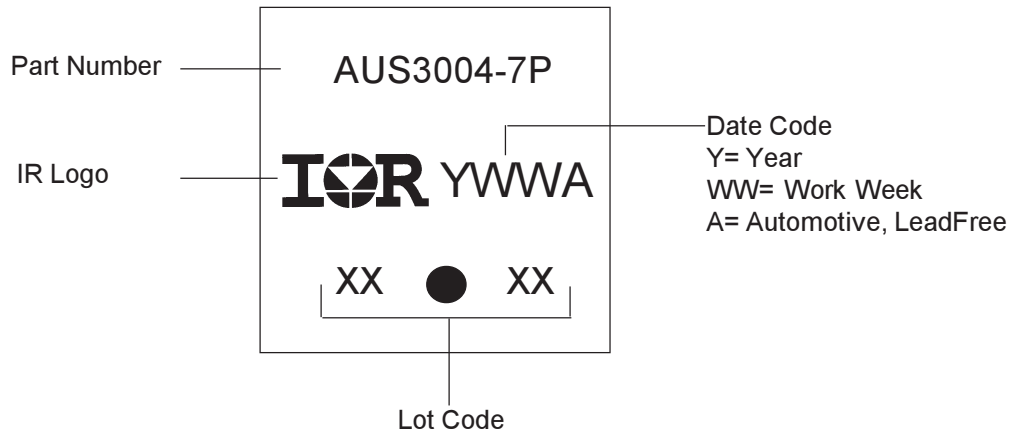 Part Number
AUS3004-7P
IR Logo
IOR YWWA
Date Code
Y= Year
WW= Work Week
A= Automotive, LeadFree
XX XX
Lot Code